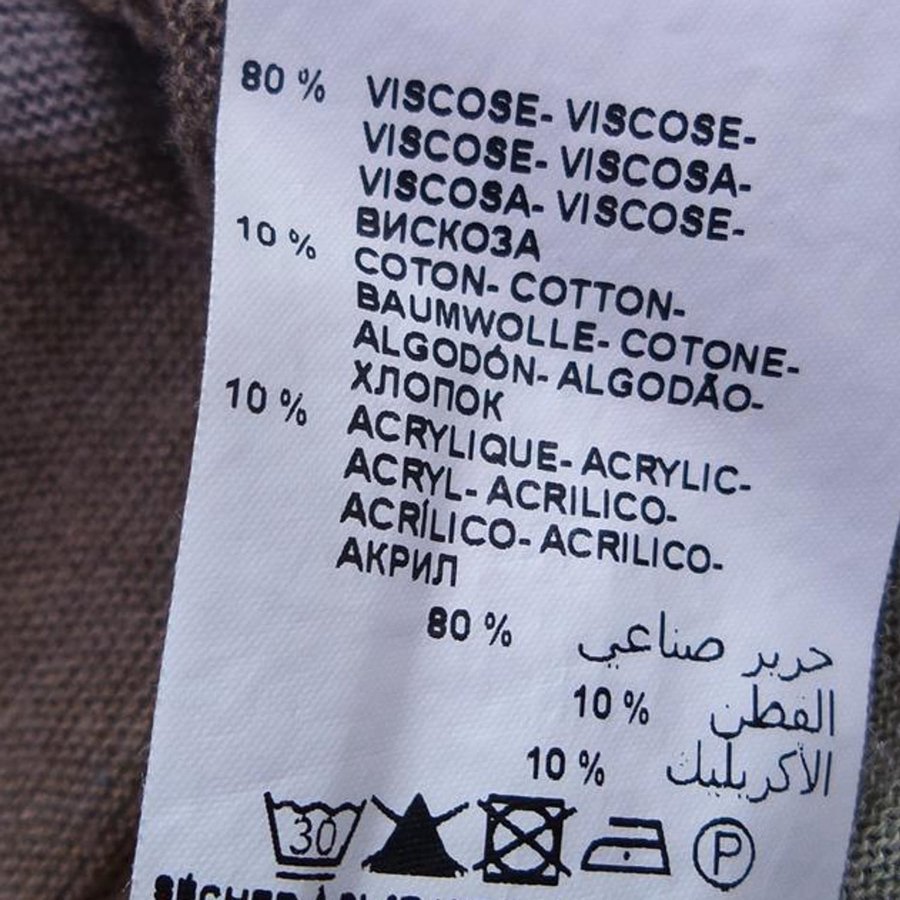 80 % VISCOSE- VISCOSE-
VISCOSE- VISCOSA-
VISCOSA- VISCOSE-
ВИСКОЗА
10 % COTON- COTTON-
BAUMWOLLE- COTONE-
ALGODÓN- ALGODÃO-
ХЛОПОК
10 % ACRYLIQUE- ACRYLIC-
ACRYL- ACRILICO-
ACRÍLICO- ACRILICO-
АКРИЛ
80 % حرير صناعي
10 % القطن
10 % الأكريليك
30 P
SÉCHER